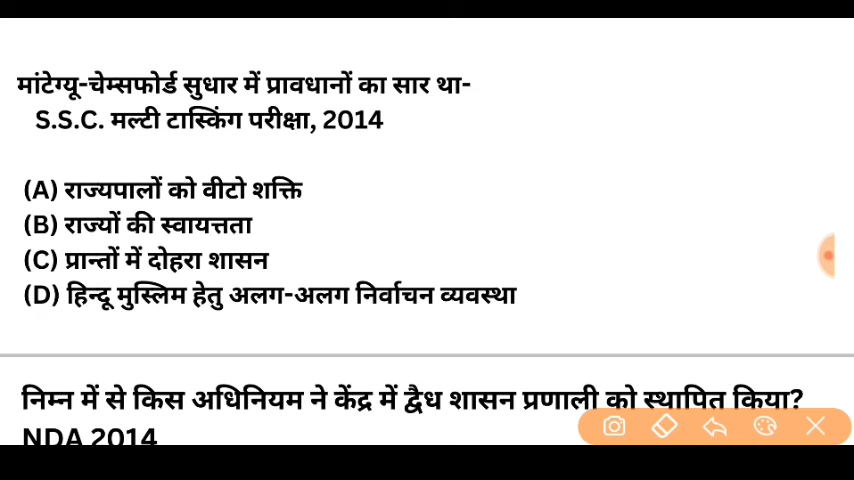 मांटेग्यू-चेम्सफोर्ड सुधार में प्रावधानों का सार था-
S.S.C. मल्टी टास्किंग परीक्षा, 2014
(A) राज्यपालों को वीटो शक्ति
(B) राज्यों की स्वायत्तता
(C) प्रान्तों में दोहरा शासन
(D) हिन्दू मुस्लिम हेतु अलग-अलग निर्वाचन व्यवस्था
निम्न में से किस अधिनियम ने केंद्र में द्वैध शासन प्रणाली को स्थापित किया?
NDA 2014